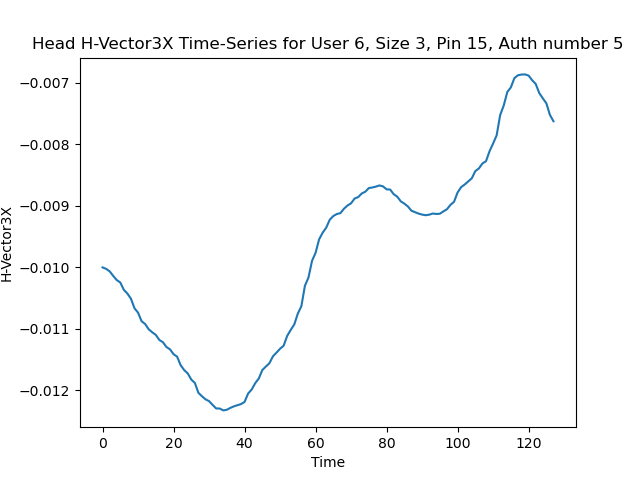 Head H-Vector3X Time-Series for User 6, Size 3, Pin 15, Auth number 5
H-Vector3X
−0.007
−0.008
−0.009
−0.010
−0.011
−0.012
0 20 40 60 80 100 120
Time